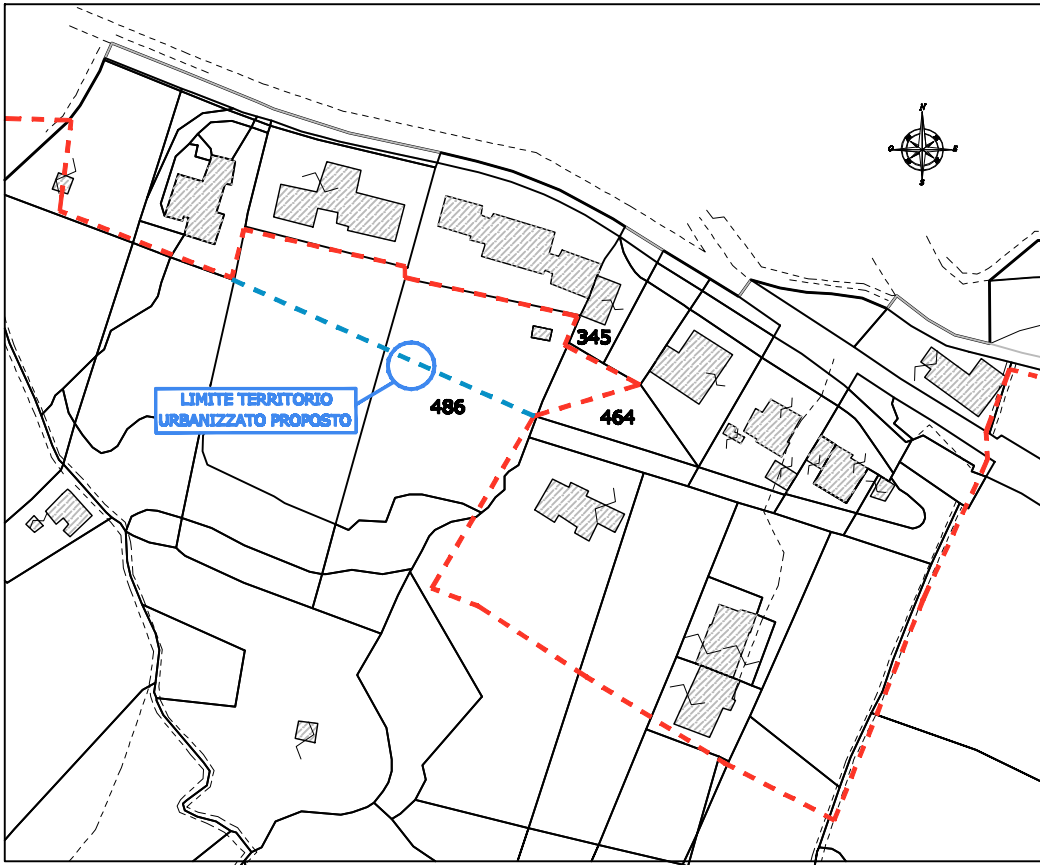 N
O E
S
345
LIMITE TERRITORIO
URBANIZZATO PROPOSTO
486
464